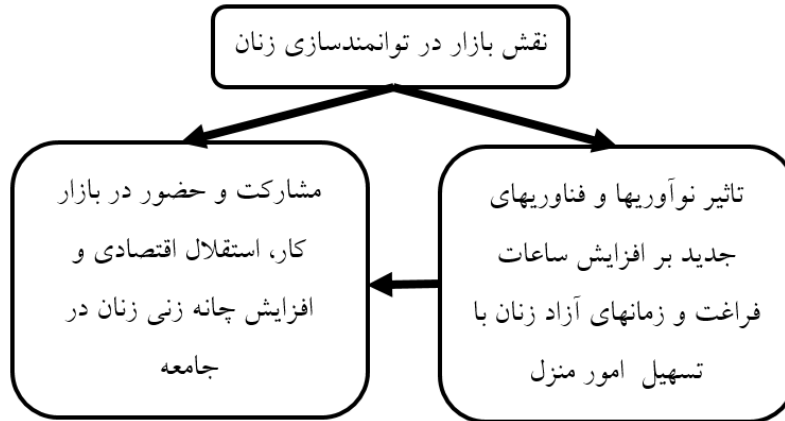 نقش بازار در توانمندسازی زنان
تاثیر نوآوریها و فناوریهای
جدید بر افزایش ساعات
فراغت و زمانهای آزاد زنان با
تسهیل امور منزل
مشارکت و حضور در بازار
کار، استقلال اقتصادی و
افزایش چانه زنی زنان در
جامعه